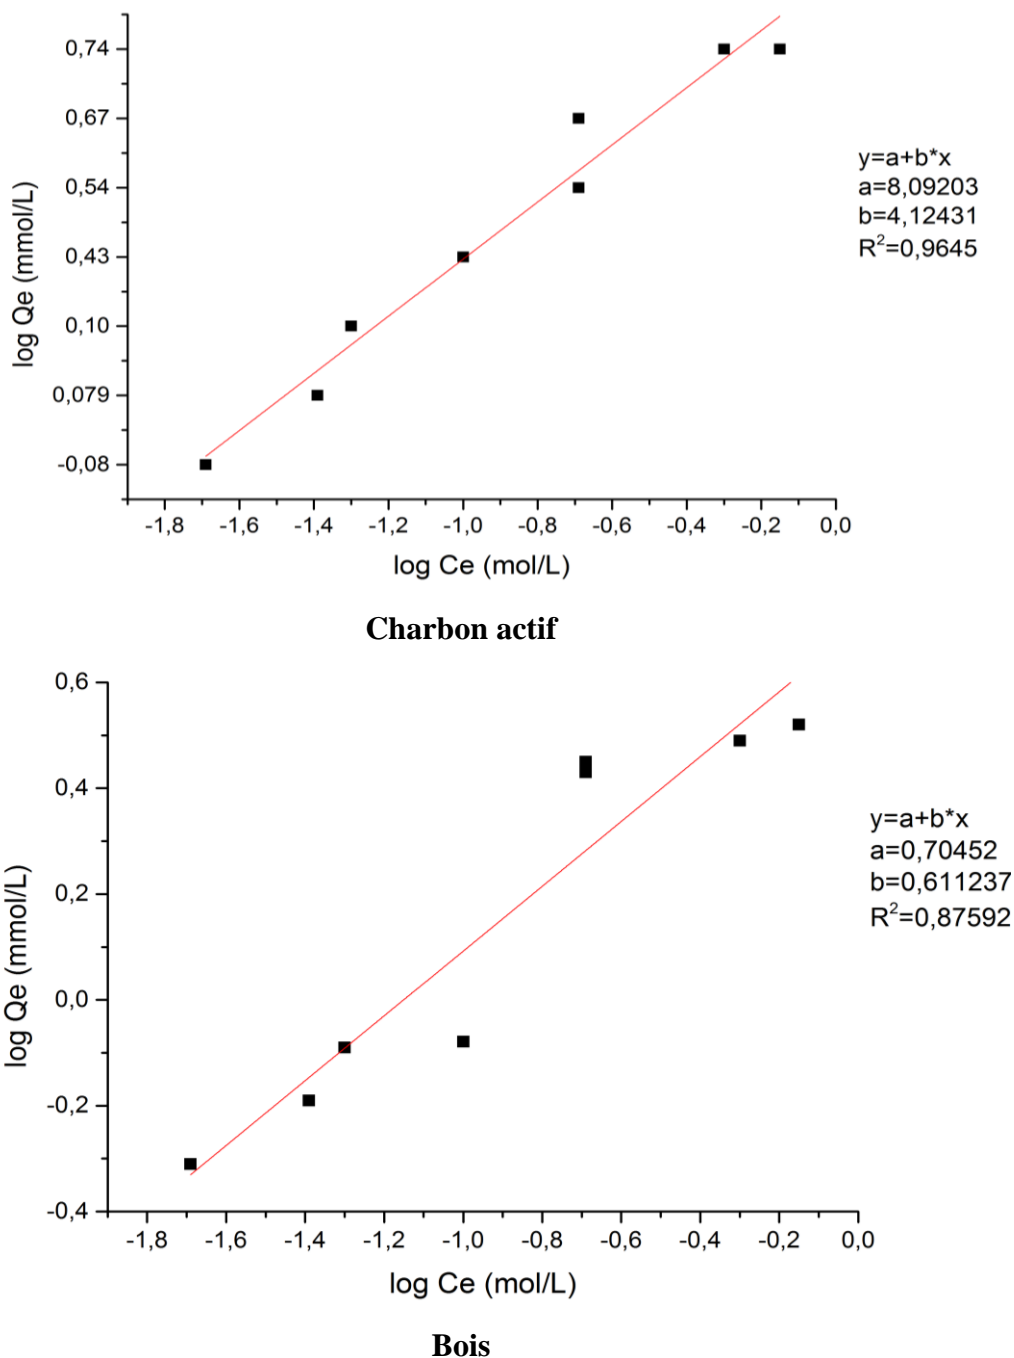 0,74
0,67
0,54
0,43
0,10
0,079
-0,08
log Qe (mmol/L)
-1,8 -1,6 -1,4 -1,2 -1,0 -0,8 -0,6 -0,4 -0,2 0,0
log Ce (mol/L)
y=a+b*x
a=8,09203
b=4,12431
R²=0,9645
Charbon actif
0,6
0,4
0,2
0,0
-0,2
-0,4
log Qe (mmol/L)
-1,8 -1,6 -1,4 -1,2 -1,0 -0,8 -0,6 -0,4 -0,2 0,0
log Ce (mol/L)
y=a+b*x
a=0,70452
b=0,611237
R²=0,87592
Bois